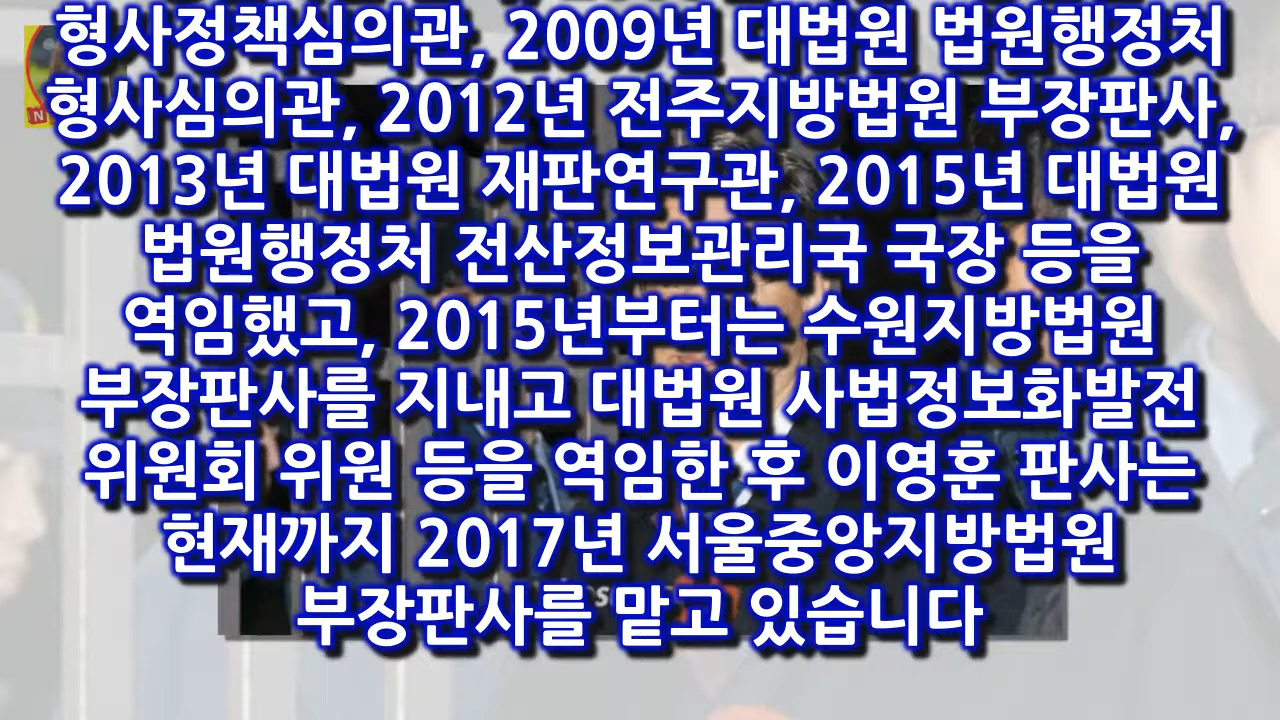 형사정책심의관, 2009년 대법원 법원행정처
형사심의관, 2012년 전주지방법원 부장판사,
2013년 대법원 재판연구관, 2015년 대법원
법원행정처 전산정보관리국 국장 등을
역임했고, 2015년부터는 수원지방법원
부장판사를 지내고 대법원 사법정보화발전
위원회 위원 등을 역임한 후 이영훈 판사는
현재까지 2017년 서울중앙지방법원
부장판사를 맡고 있습니다
N